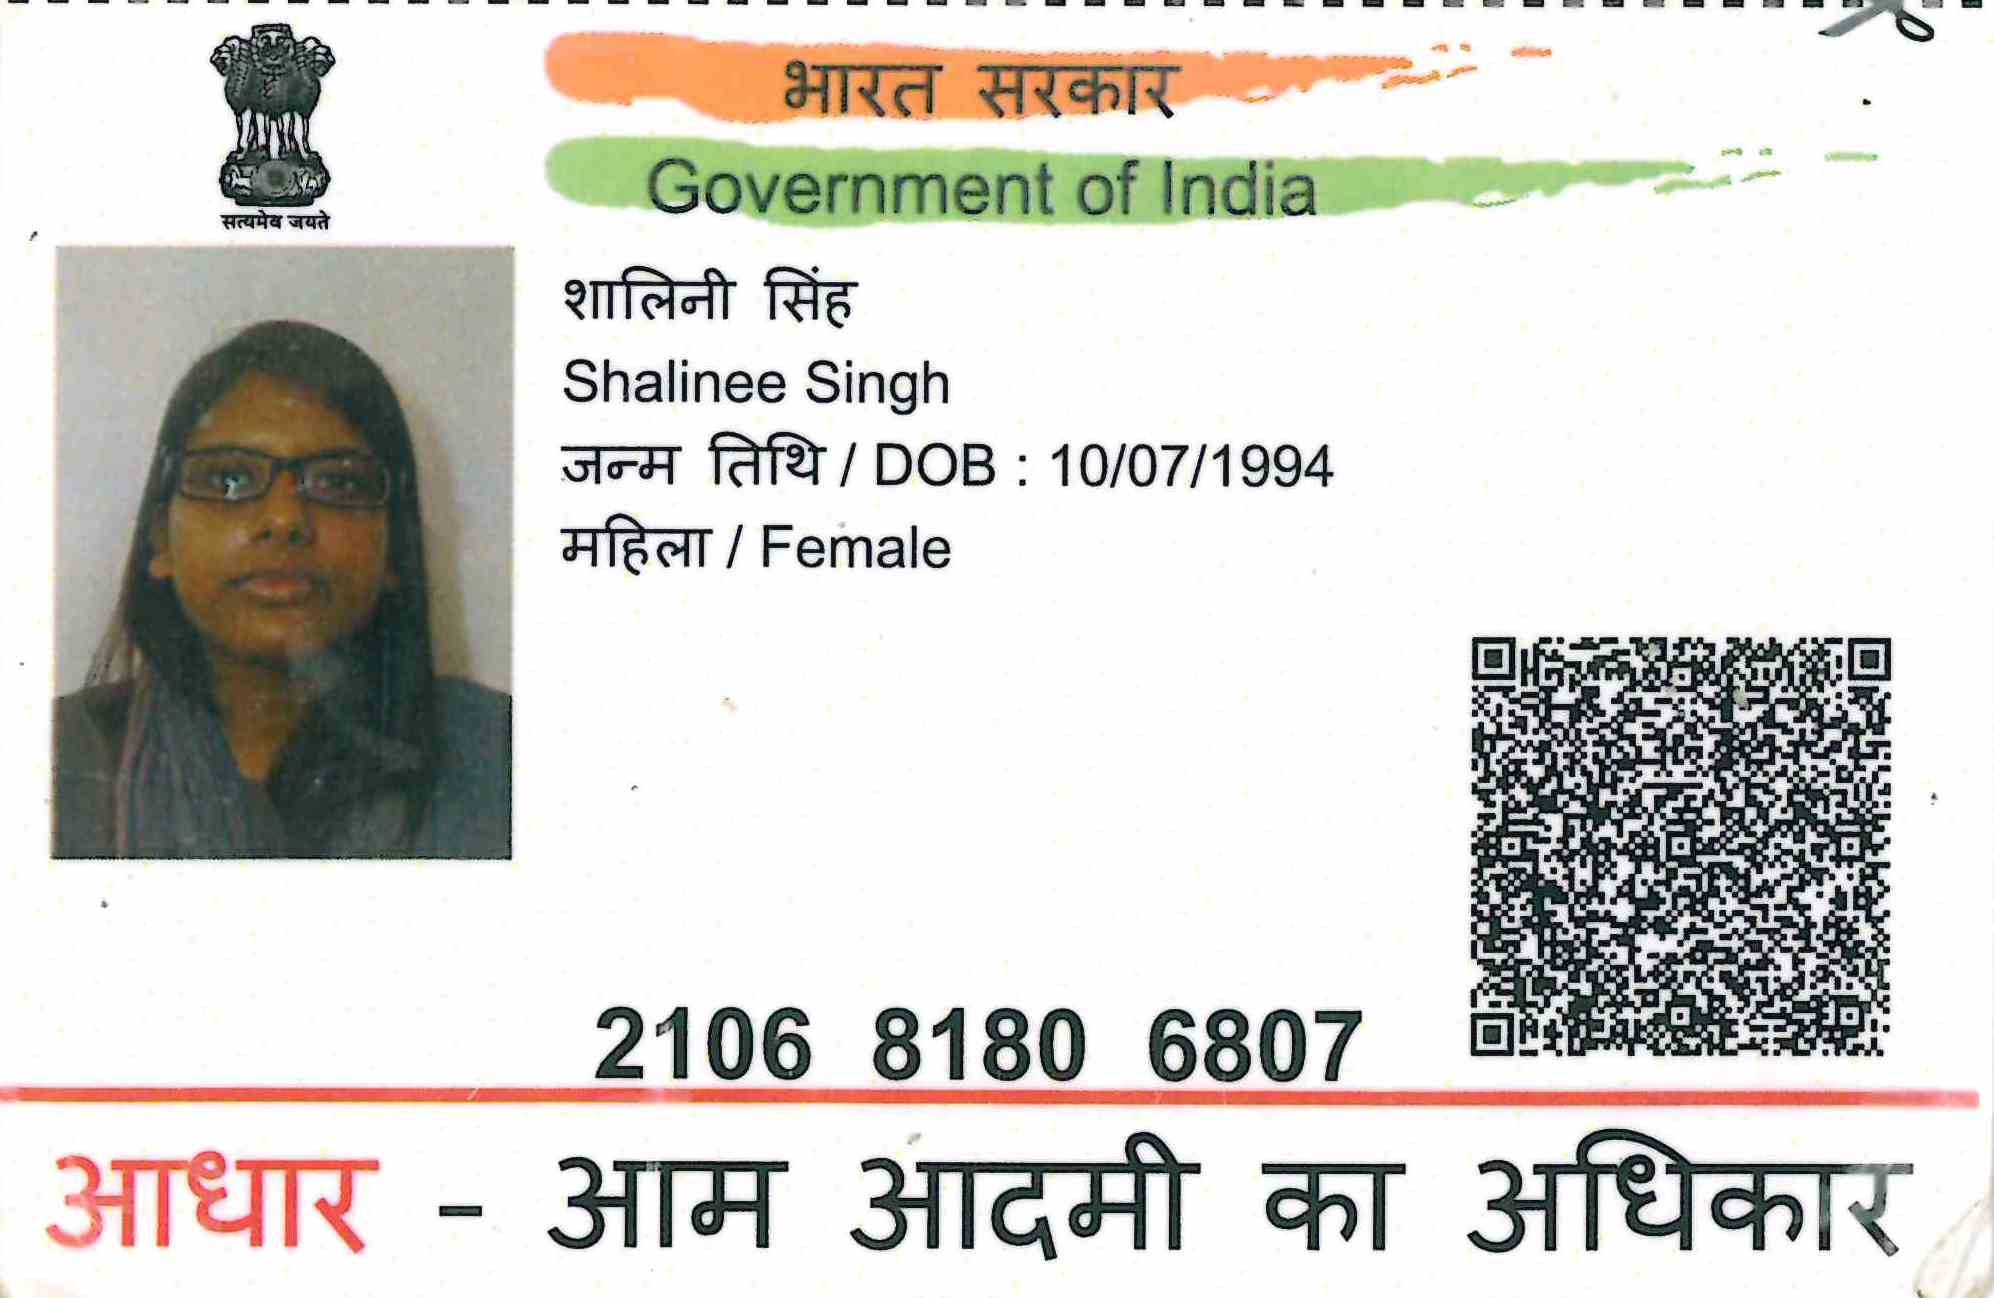 सत्यमेव जयते
भारत सरकार
Government of India
शालिनी सिंह
Shalinee Singh
जन्म तिथि / DOB : 10/07/1994
महिला / Female
2106 8180 6807
आधार - आम आदमी का अधिकार